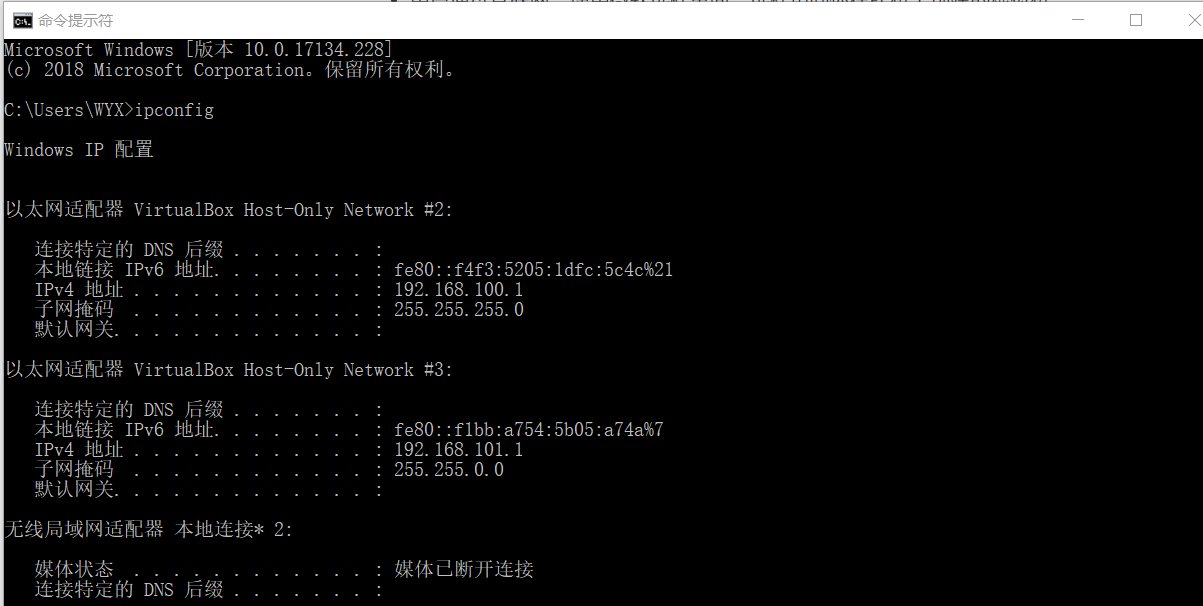 命令提示符
Microsoft Windows [版本 10.0.17134.228]
(c) 2018 Microsoft Corporation。保留所有权利。
C:\Users\WYX>ipconfig
Windows IP 配置
以太网适配器 VirtualBox Host-Only Network #2:
连接特定的 DNS 后缀 . . . . . . . :
本地链接 IPv6 地址. . . . . . . . : fe80::f4f3:5205:1dfc:5c4c%21
IPv4 地址 . . . . . . . . . . . . : 192.168.100.1
子网掩码  . . . . . . . . . . . . : 255.255.255.0
默认网关. . . . . . . . . . . . . :
以太网适配器 VirtualBox Host-Only Network #3:
连接特定的 DNS 后缀 . . . . . . . :
本地链接 IPv6 地址. . . . . . . . : fe80::f1bb:a754:5b05:a74a%7
IPv4 地址 . . . . . . . . . . . . : 192.168.101.1
子网掩码  . . . . . . . . . . . . : 255.255.0.0
默认网关. . . . . . . . . . . . . :
无线局域网适配器 本地连接* 2:
媒体状态  . . . . . . . . . . . . : 媒体已断开连接
连接特定的 DNS 后缀 . . . . . . . :